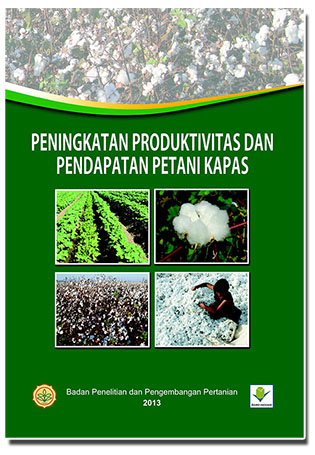 PENINGKATAN PRODUKTIVITAS DAN
PENDAPATAN PETANI KAPAS
Badan Penelitian dan Pengembangan Pertanian
2013